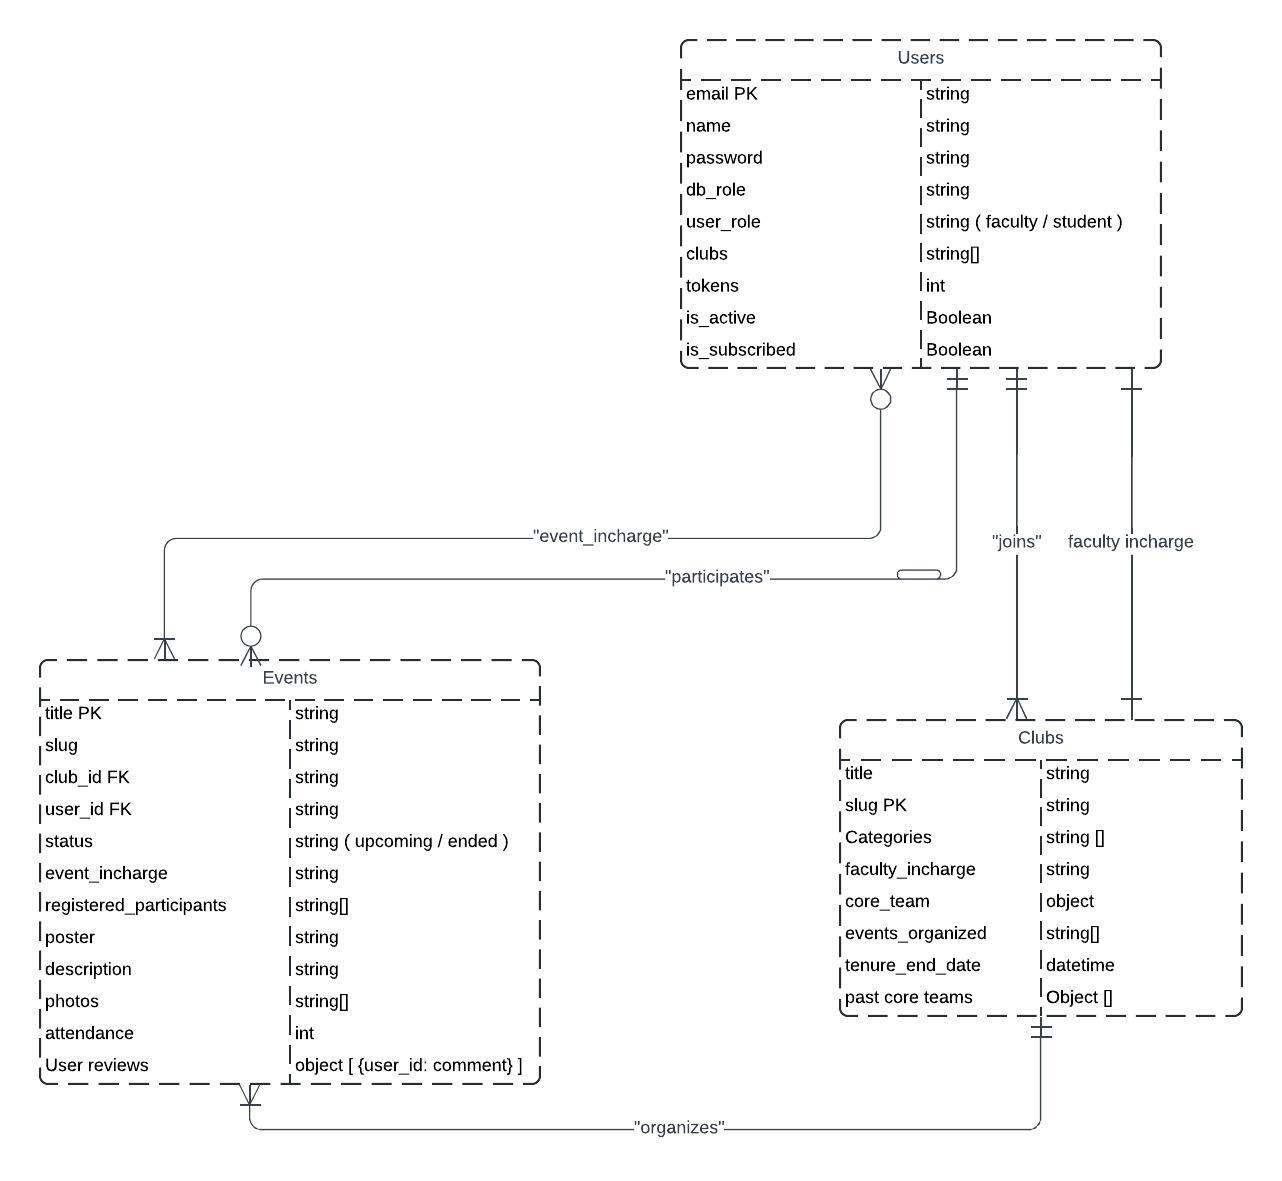 Users
email PK string
name string
password string
db_role string
user_role string ( faculty / student )
clubs string[]
tokens int
is_active Boolean
is_subscribed Boolean
"event_incharge"
"joins" faculty incharge
"participates"
Events
title PK string
slug string
club_id FK string
user_id FK string
status string ( upcoming / ended )
event_incharge string
registered_participants string[]
poster string
description string
photos string[]
attendance int
User reviews object [ {user_id: comment} ]
Clubs
title string
slug PK string
Categories string []
faculty_incharge string
core_team object
events_organized string[]
tenure_end_date datetime
past core teams Object []
"organizes"